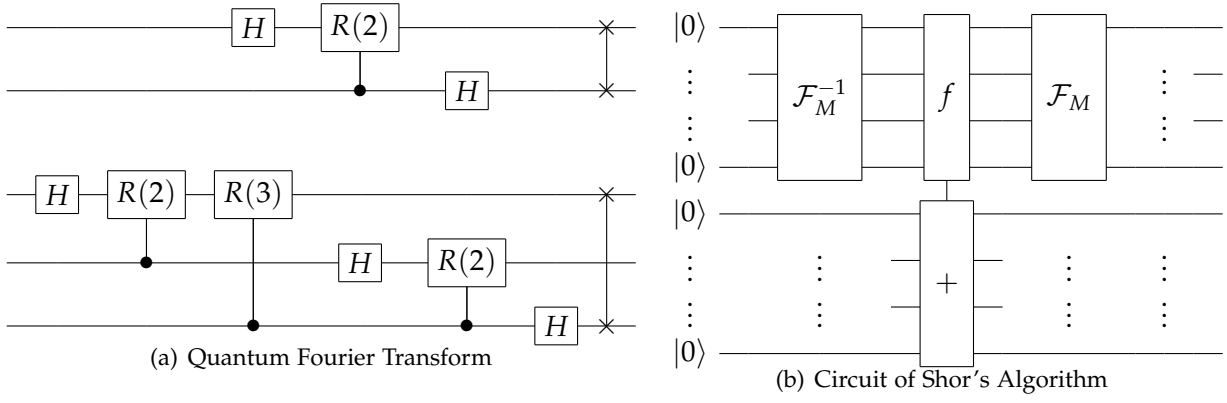 H R(2)
H
H R(2) R(3)
H R(2)
H
(a) Quantum Fourier Transform
|0⟩
⋮ ⋮
⋮ ⋮
|0⟩
ℱ_M^{-1} f ℱ_M
|0⟩
⋮ ⋮ ⋮ ⋮
+
⋮ ⋮ ⋮ ⋮
|0⟩
(b) Circuit of Shor's Algorithm